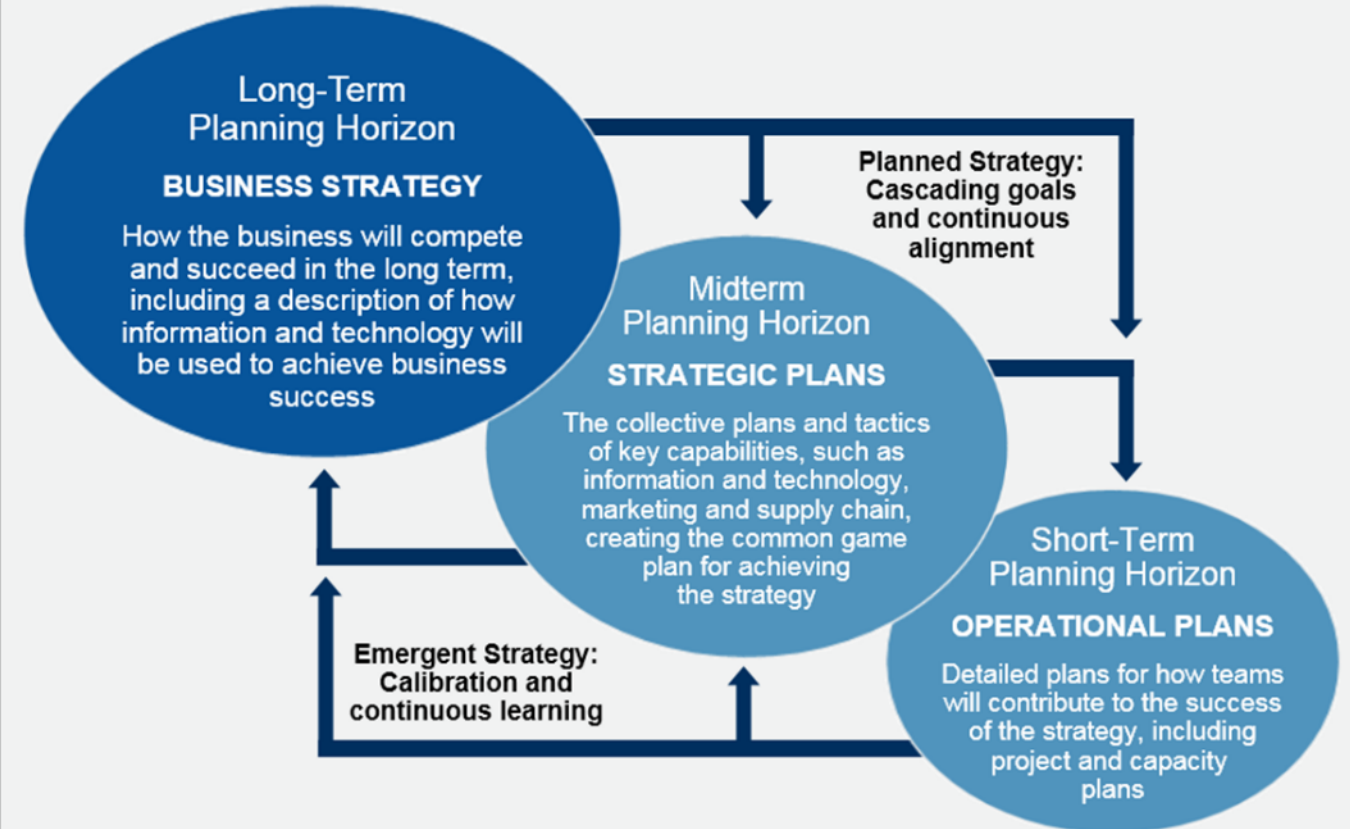 Long-Term
Planning Horizon
BUSINESS STRATEGY
How the business will compete
and succeed in the long term,
including a description of how
information and technology will
be used to achieve business
success
Planned Strategy:
Cascading goals
and continuous
alignment
Midterm
Planning Horizon
STRATEGIC PLANS
The collective plans and tactics
of key capabilities, such as
information and technology,
marketing and supply chain,
creating the common game
plan for achieving
the strategy
Emergent Strategy:
Calibration and
continuous learning
Short-Term
Planning Horizon
OPERATIONAL PLANS
Detailed plans for how teams
will contribute to the success
of the strategy, including
project and capacity
plans